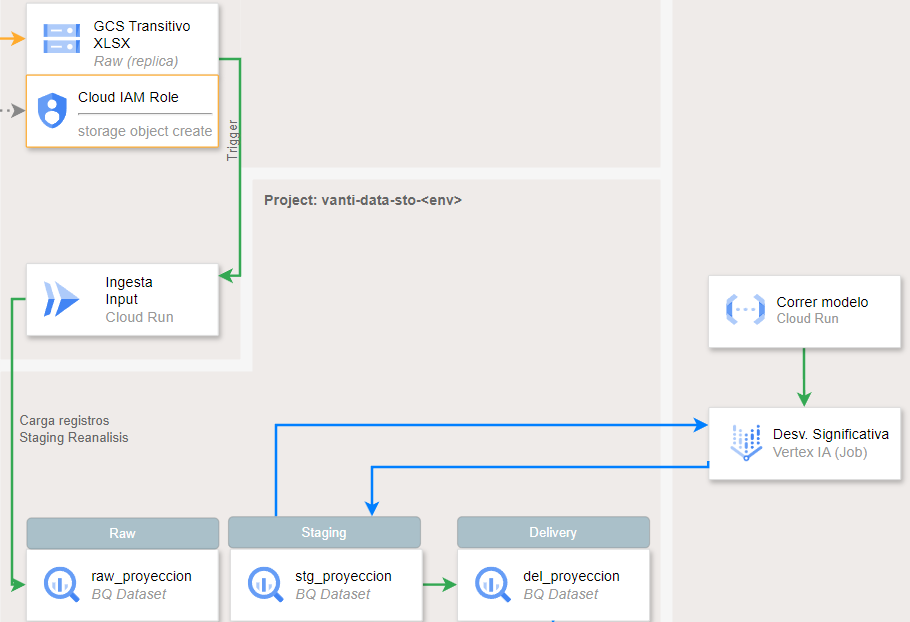 GCS Transitivo
XLSX
Raw (replica)
Cloud IAM Role
storage object create
Trigger
Project: vanti-data-sto-<env>
Ingesta
Input
Cloud Run
Correr modelo
Cloud Run
Carga registros
Staging Reanalisis
Desv. Significativa
Vertex IA (Job)
Raw
Staging
Delivery
raw_proyeccion
BQ Dataset
stg_proyeccion
BQ Dataset
del_proyeccion
BQ Dataset